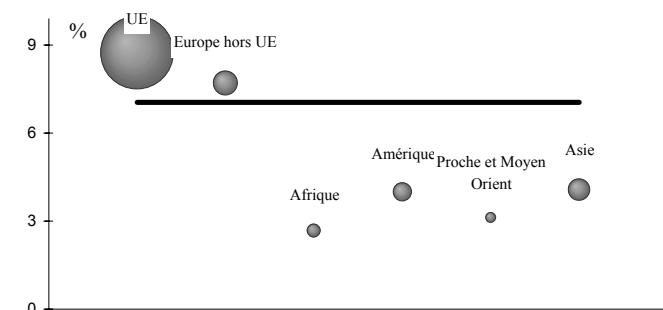 UE
%
Europe hors UE
9
6
Amérique
Proche et Moyen
Orient
Asie
Afrique
3
0